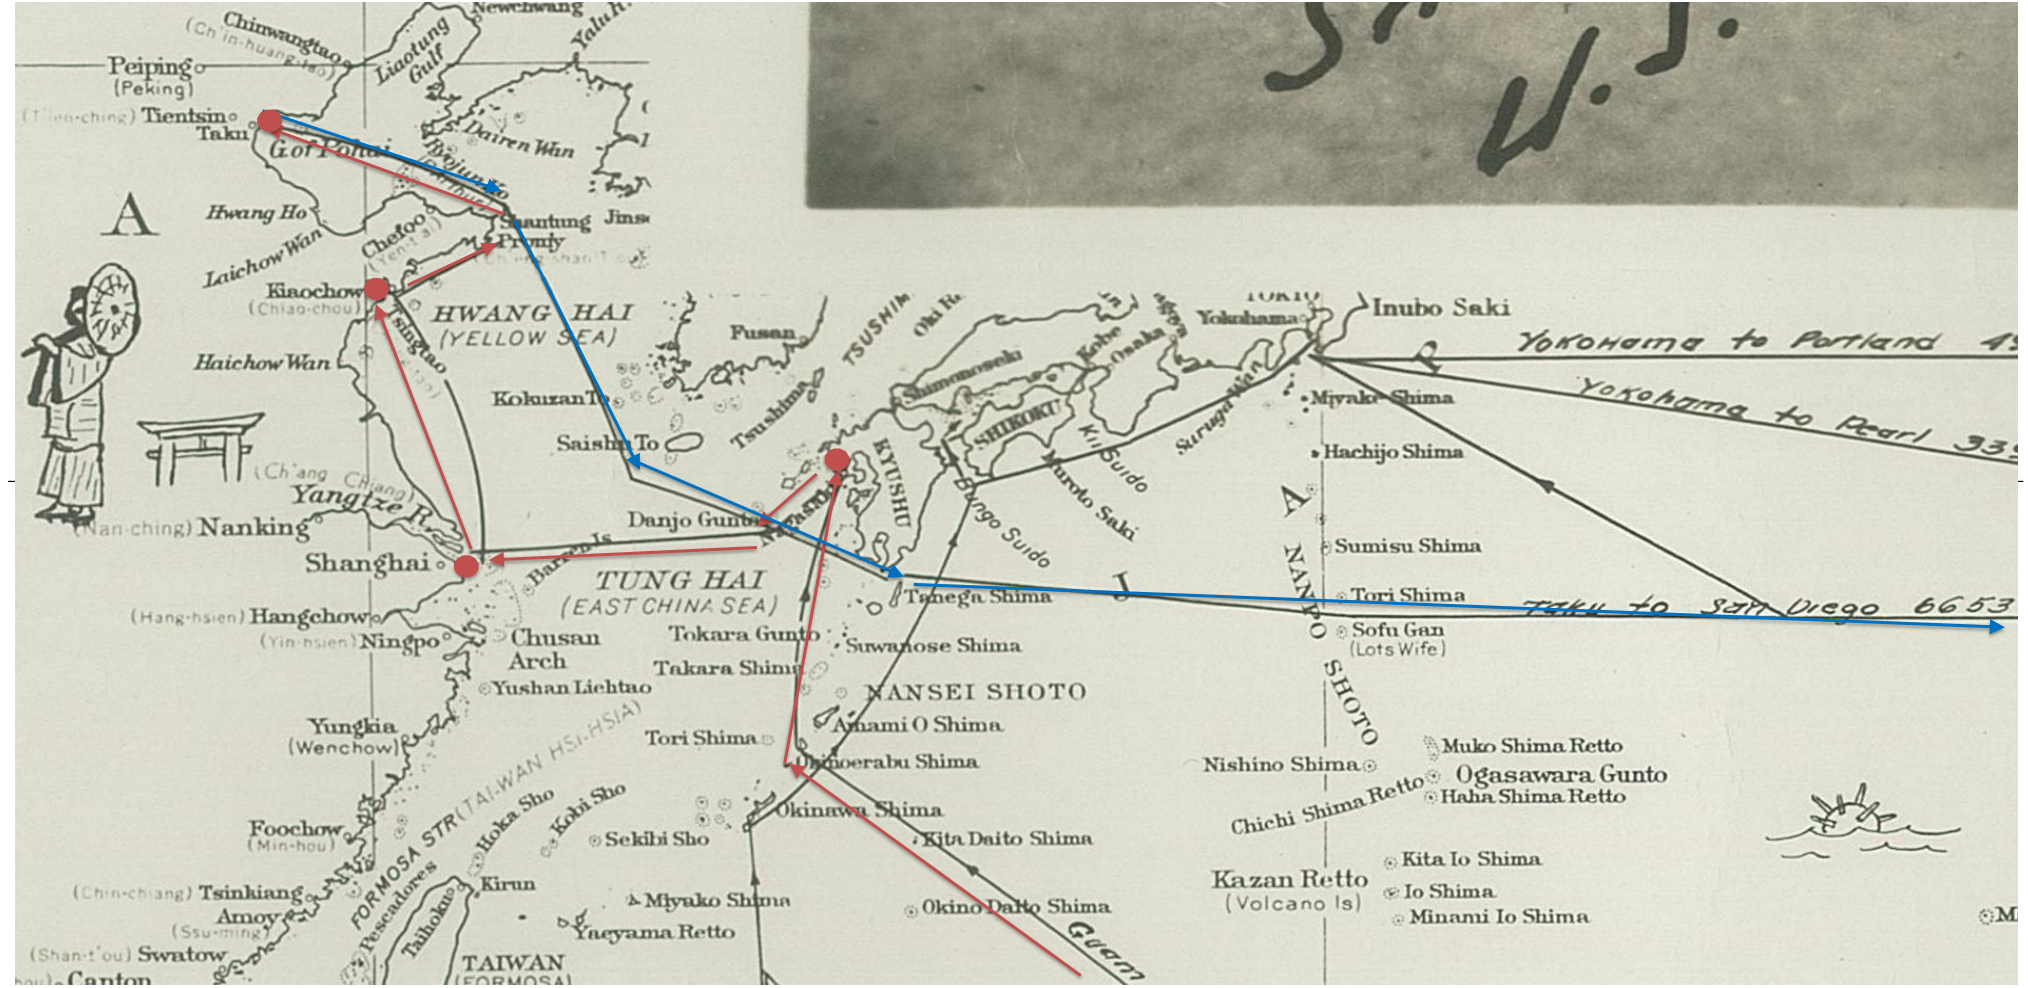 S
U.S.
Chinwangtao
(Ch'in-huang-tao)
Newchwang
Liaotung
Gulf
Yalu R.
Peiping
(Peking)
(T'ien-ching) Tientsin
Taku
G of Pohai
Dairen Wan
Ryojun Ko
A
Hwang Ho
Laichow Wan
Chefoo
(Yen-t'ai)
Shantung
Jins
Kiaochow
(Chiao-chou)
Tsingtao
HWANG HAI
(YELLOW SEA)
Haichow Wan
Fusan
TSUSHIM
Oki R
Kokuzan To
Saishu To
Tsushima
Shimonoseki
Kobe
Osaka
TOKYO
Yokohama
Inubo Saki
Yokohama to Portland 49
P
Yokohama to Pearl 339
KYUSHU
SHIKOKU
Kii Suido
Muroto Saki
Bungo Suido
Suruga Wan
Miyake Shima
Hachijo Shima
(Ch'ang Chiang)
Yangtze R.
(Nan-ching) Nanking
Shanghai
Danjo Gunto
Nagasaki
Barren Is
TUNG HAI
(EAST CHINA SEA)
A
NANPO
SHOTO
Sumisu Shima
Tori Shima
Sofu Gan
(Lots Wife)
J
Taku to San Diego 6653
Tanega Shima
(Hang-hsien) Hangchow
(Yin-hsien) Ningpo
Chusan
Arch
Yushan Liehtao
Tokara Gunto
Suwanose Shima
Takara Shima
NANSEI SHOTO
Amami O Shima
Tori Shima
Okinoerabu Shima
Okinawa Shima
Yungkia
(Wenchow)
FORMOSA STR (TAI-WAN HSI-HSIA)
Hoka Sho
Kobi Sho
Sekibi Sho
Kita Daito Shima
Okino Daito Shima
Guam
Nishino Shima
Muko Shima Retto
Ogasawara Gunto
Chichi Shima Retto
Haha Shima Retto
Kita Io Shima
Kazan Retto
(Volcano Is)
Io Shima
Minami Io Shima
Foochow
(Min-hou)
(Chin-chiang) Tsinkiang
Amoy
(Ssu-ming)
(Shan-t'ou) Swatow
Canton
Pescadores
Taihoku
Kirun
Miyako Shima
Yaeyama Retto
TAIWAN
(FORMOSA)
M